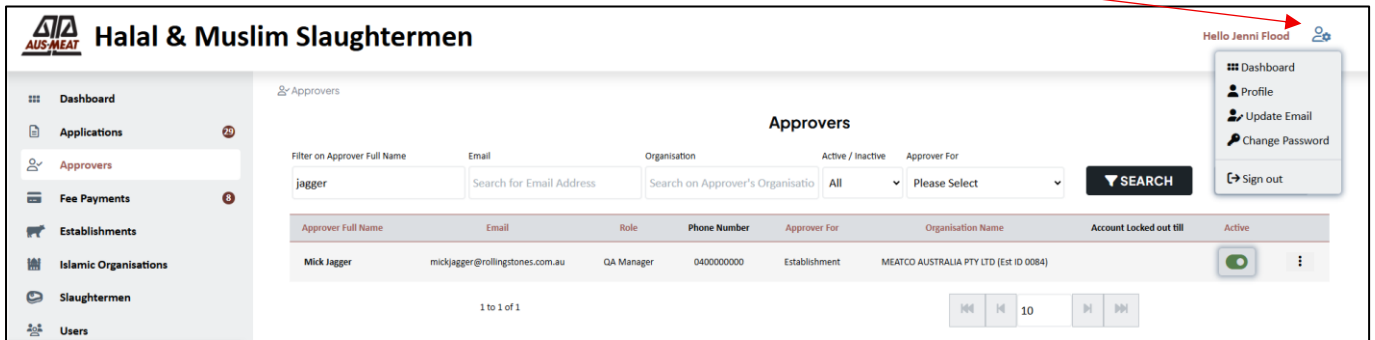 AUS-MEAT
Halal & Muslim Slaughtermen
Hello Jenni Flood
Dashboard
Profile
Update Email
Change Password
Sign out
Dashboard
Applications 29
Approvers
Fee Payments 8
Establishments
Islamic Organisations
Slaughtermen
Users
Approvers
Approvers
Filter on Approver Full Name Email Organisation Active / Inactive Approver For
jagger Search for Email Address Search on Approver's Organisatio All Please Select SEARCH
Approver Full Name Email Role Phone Number Approver For Organisation Name Account Locked out till Active
Mick Jagger mickjagger@rollingstones.com.au QA Manager 0400000000 Establishment MEATCO AUSTRALIA PTY LTD (Est ID 0084)
1 to 1 of 1 10